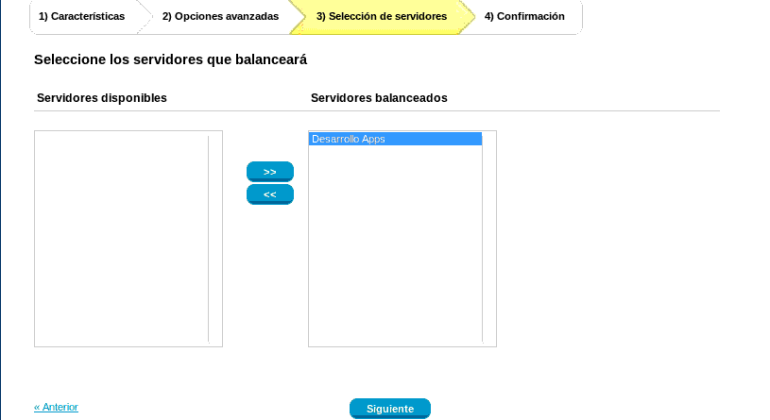 1) Características 2) Opciones avanzadas 3) Selección de servidores 4) Confirmación
Seleccione los servidores que balanceará
Servidores disponibles Servidores balanceados
Desarrollo Apps
>>
<<
« Anterior Siguiente